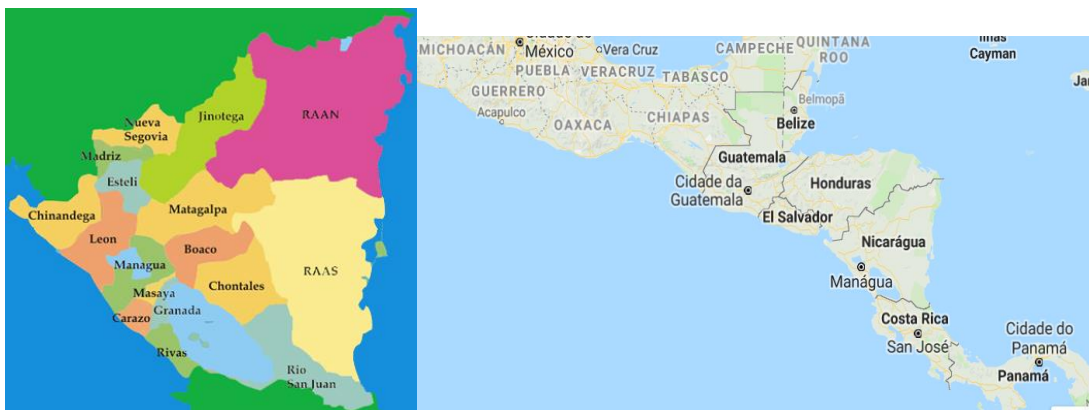 RAAN
Jinotega
Nueva
Segovia
Madriz
Esteli
Chinandega
Matagalpa
Leon
Boaco
Managua
RAAS
Chontales
Masaya
Granada
Carazo
Rivas
Rio
San Juan
MICHOACÁN
México
Vera Cruz
CAMPECHE
QUINTANA
ROO
Ilhas
Cayman
PUEBLA
VERACRUZ
TABASCO
GUERRERO
Acapulco
OAXACA
CHIAPAS
Belmopã
Belize
Guatemala
Cidade da
Guatemala
Honduras
El Salvador
Nicarágua
Manágua
Costa Rica
San José
Cidade do
Panamá
Panamá